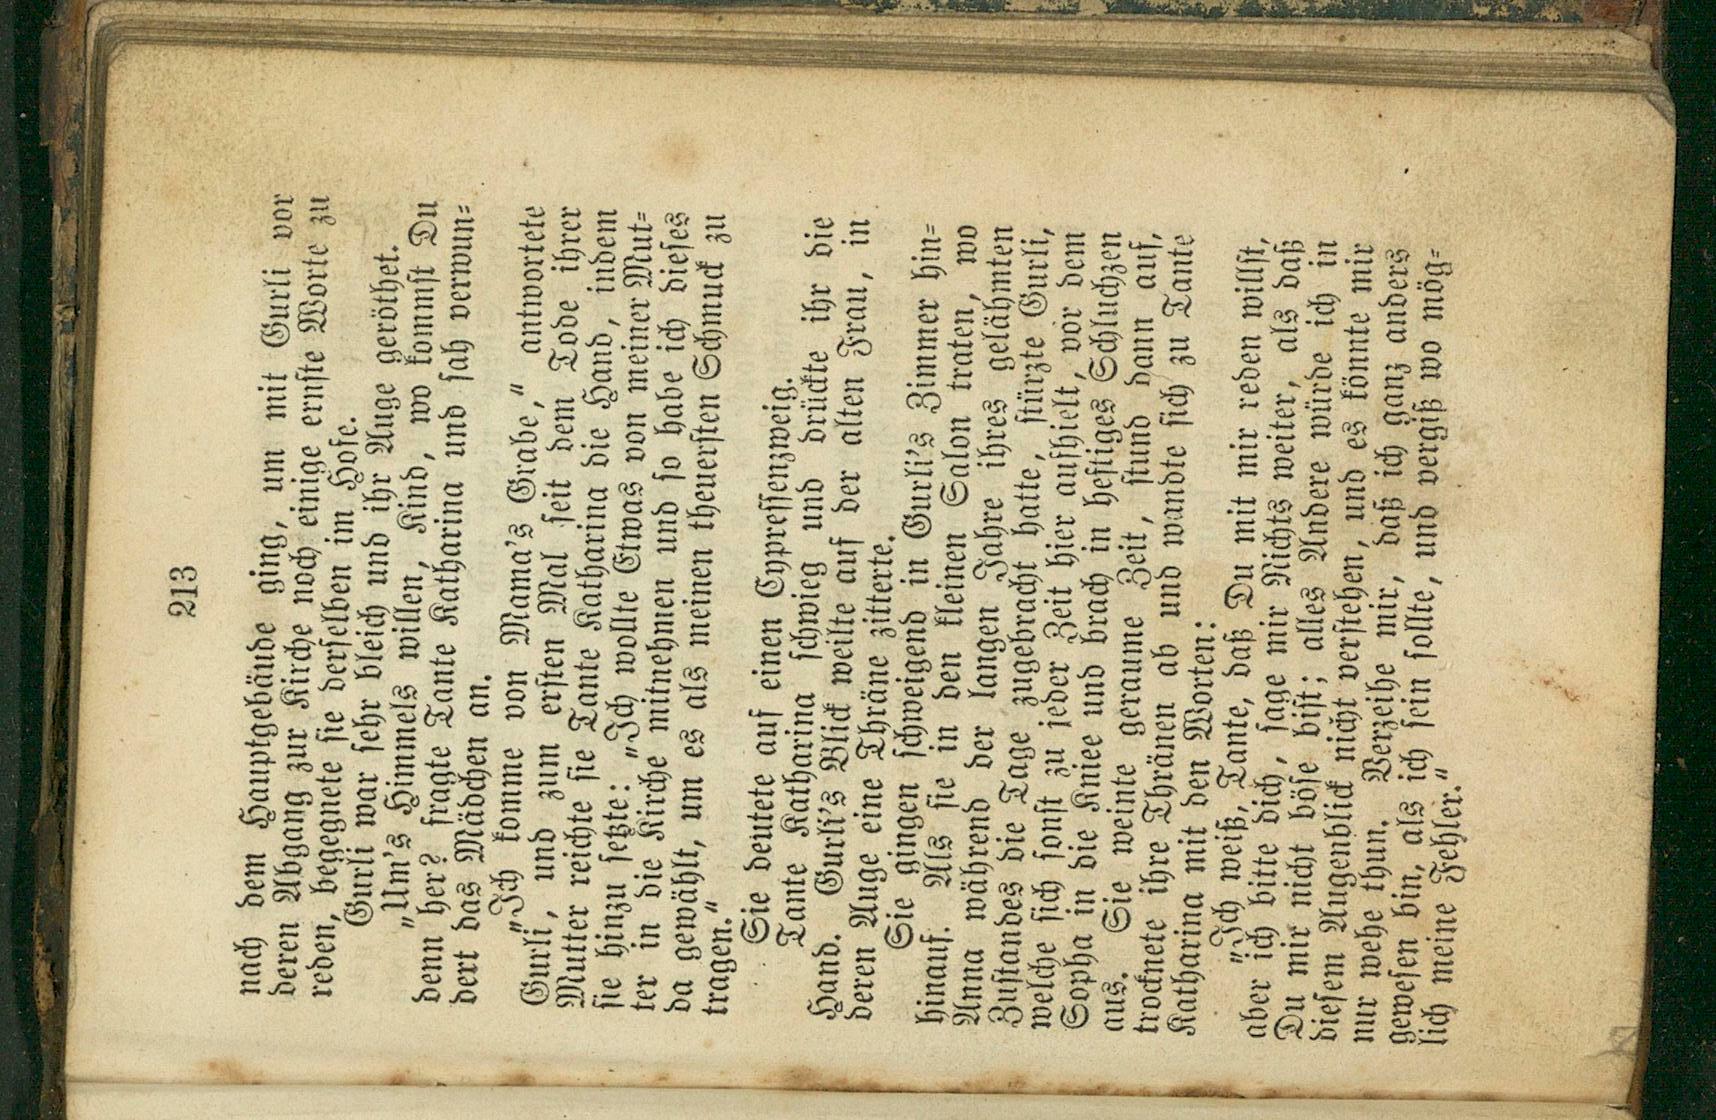 213
nach dem Hauptgebäude ging, um mit Gurli vor
deren Abgang zur Kirche noch einige ernste Worte zu
reden, begegnete sie derselben im Hofe.
Gurli war sehr bleich und ihr Auge geröthet.
„Um's Himmels willen, Kind, wo kommst Du
denn her? fragte Tante Katharina und sah verwun⸗
dert das Mädchen an.
„Ich komme von Mama's Grabe,“ antwortete
Gurli, und zum ersten Mal seit dem Tode ihrer
Mutter reichte sie Tante Katharina die Hand, indem
sie hinzu setzte: „Ich wollte Etwas von meiner Mut⸗
ter in die Kirche mitnehmen und so habe ich dieses
da gewählt, um es als meinen theuersten Schmuck zu
tragen.“
Sie deutete auf einen Cypressenzweig.
Tante Katharina schwieg und drückte ihr die
Hand. Gurli's Blick weilte auf der alten Frau, in
deren Auge eine Thräne zitterte.
Sie gingen schweigend in Gurli's Zimmer hin⸗
hinauf. Als sie in den kleinen Salon traten, wo
Anna während der langen Jahre ihres gelähmten
Zustandes die Tage zugebracht hatte, stürzte Gurli,
welche sich sonst zu jeder Zeit hier aufhielt, vor dem
Sopha in die Kniee und brach in heftiges Schluchzen
aus. Sie weinte geraume Zeit, stund dann auf,
trocknete ihre Thränen ab und wandte sich zu Tante
Katharina mit den Worten:
„Ich weiß, Tante, daß Du mit mir reden willst,
aber ich bitte dich, sage mir Nichts weiter, als daß
Du mir nicht böse bist; alles Andere würde ich in
diesem Augenblick nicht verstehen, und es könnte mir
nur wehe thun. Verzeihe mir, daß ich ganz anders
gewesen bin, als ich sein sollte, und vergiß wo mög⸗
lich meine Fehler.“